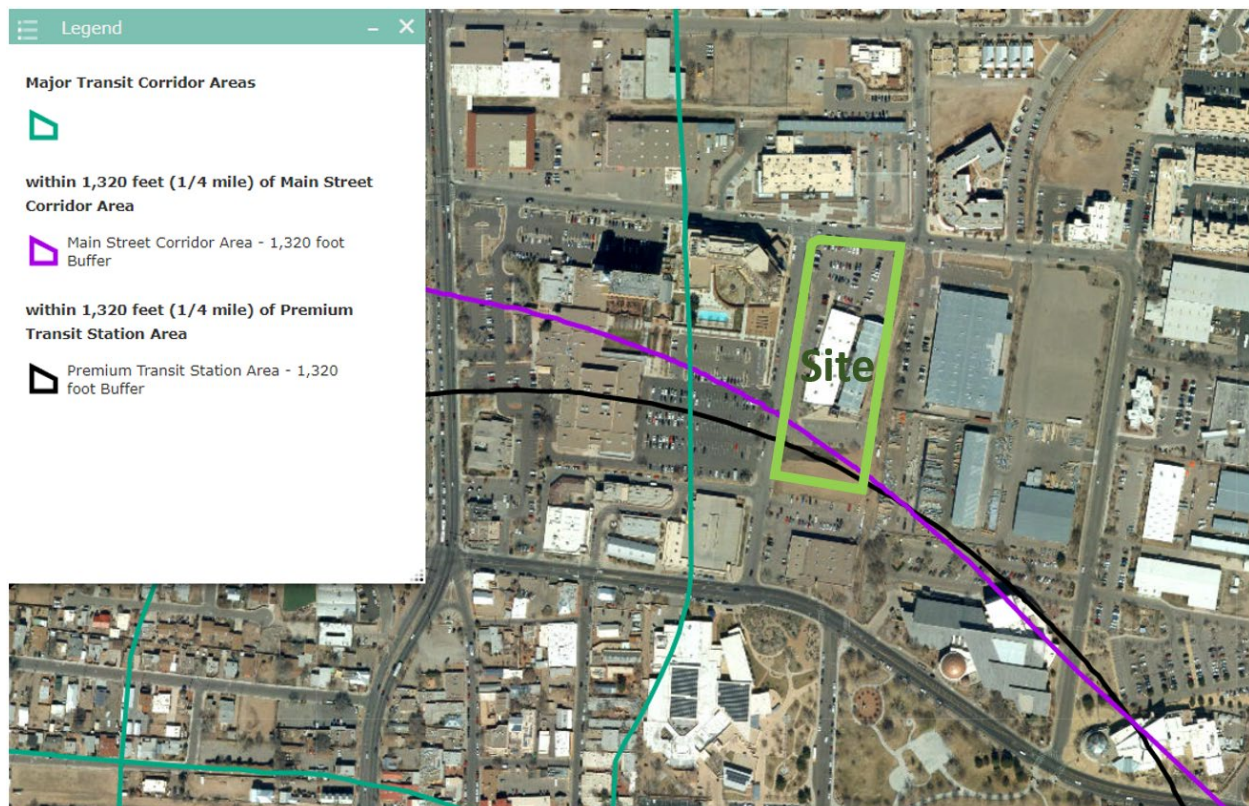 Legend
Major Transit Corridor Areas
within 1,320 feet (1/4 mile) of Main Street
Corridor Area
Main Street Corridor Area - 1,320 foot
Buffer
within 1,320 feet (1/4 mile) of Premium
Transit Station Area
Premium Transit Station Area - 1,320
foot Buffer
Site